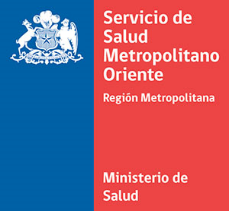 Servicio de
Salud
Metropolitano
Oriente
Región Metropolitana
Ministerio de
Salud